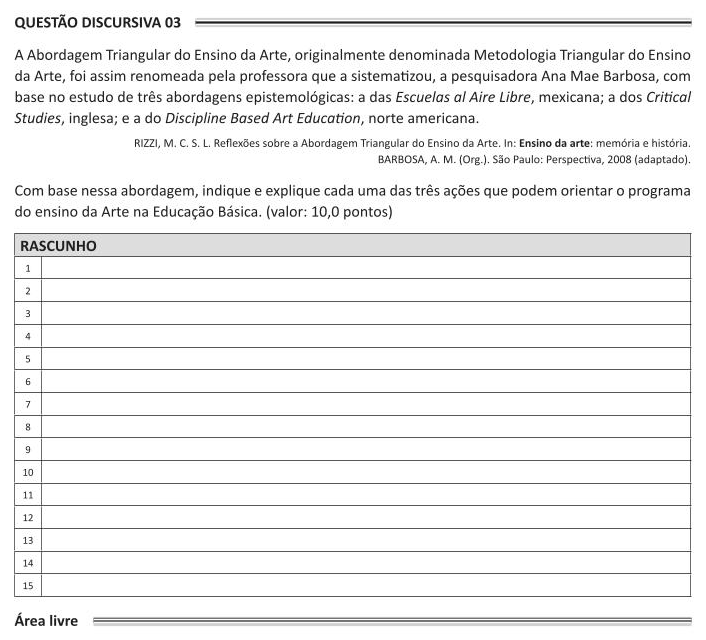 QUESTÃO DISCURSIVA 03
A Abordagem Triangular do Ensino da Arte, originalmente denominada Metodologia Triangular do Ensino
da Arte, foi assim renomeada pela professora que a sistematizou, a pesquisadora Ana Mae Barbosa, com
base no estudo de três abordagens epistemológicas: a das Escuelas al Aire Libre, mexicana; a dos Critical
Studies, inglesa; e a do Discipline Based Art Education, norte americana.
RIZZI, M. C. S. L. Reflexões sobre a Abordagem Triangular do Ensino da Arte. In: Ensino da arte: memória e história.
BARBOSA, A. M. (Org.). São Paulo: Perspectiva, 2008 (adaptado).
Com base nessa abordagem, indique e explique cada uma das três ações que podem orientar o programa
do ensino da Arte na Educação Básica. (valor: 10,0 pontos)
RASCUNHO
1
2
3
4
5
6
7
8
9
10
11
12
13
14
15
Área livre